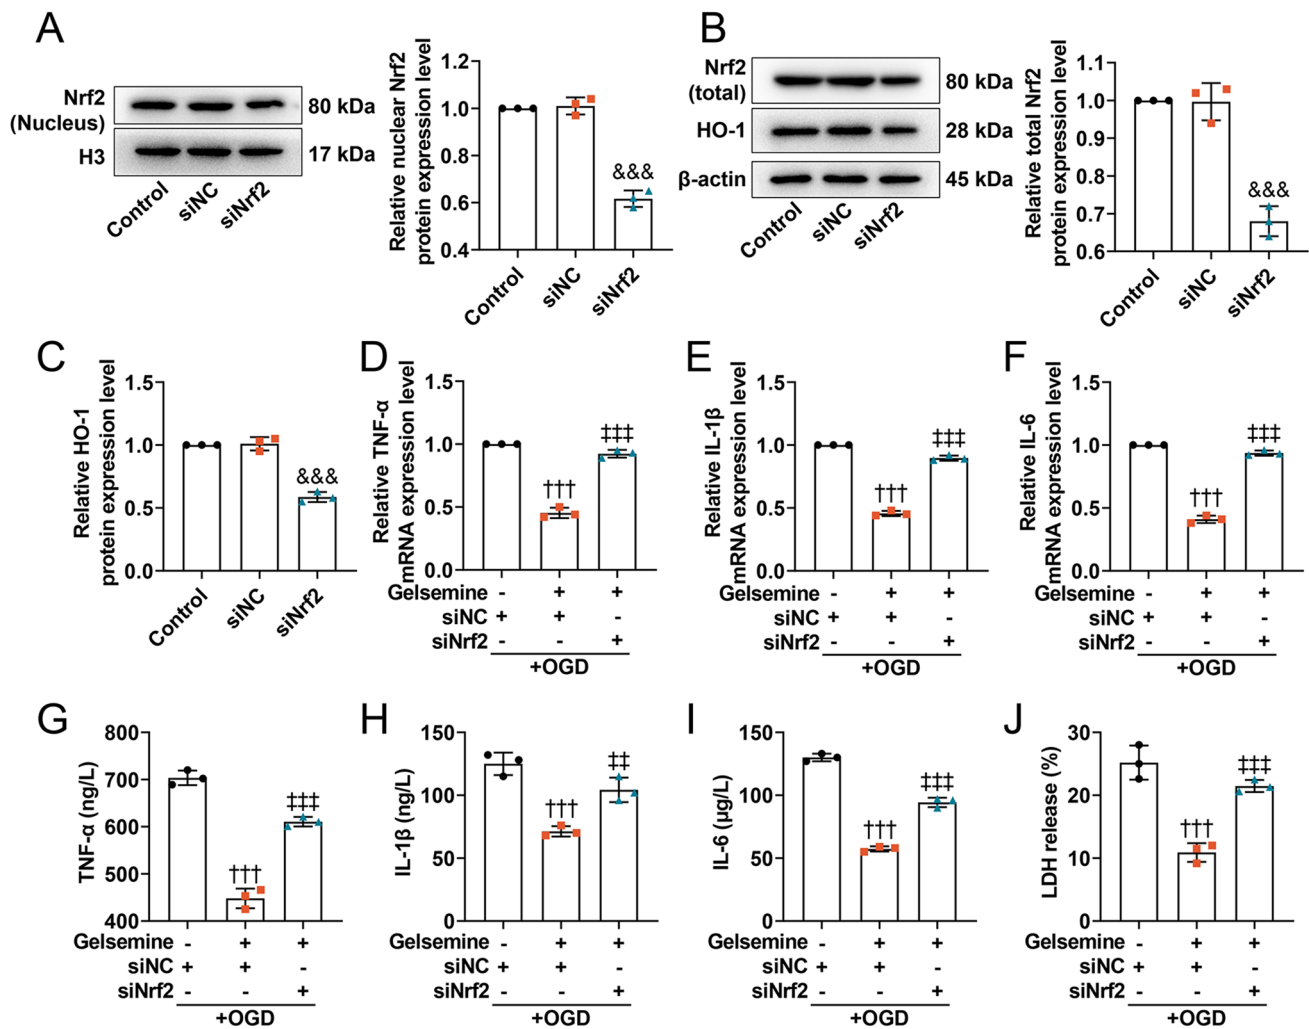 A
Nrf2
(Nucleus)
80 kDa
H3
17 kDa
Control
siNC
siNrf2
Relative nuclear Nrf2
protein expression level
1.2
1.0
0.8
0.6
0.4
&&&
Control
siNC
siNrf2
B
Nrf2
(total)
80 kDa
HO-1
28 kDa
β-actin
45 kDa
Control
siNC
siNrf2
Relative total Nrf2
protein expression level
1.1
1.0
0.9
0.8
0.7
0.6
&&&
Control
siNC
siNrf2
C
Relative HO-1
protein expression level
1.5
1.0
0.5
0.0
&&&
Control
siNC
siNrf2
D
Relative TNF-α
mRNA expression level
1.5
1.0
0.5
0.0
†††
‡‡‡
Gelsemine - + +
siNC + + -
siNrf2 - - +
+OGD
E
Relative IL-1β
mRNA expression level
1.5
1.0
0.5
0.0
†††
‡‡‡
Gelsemine - + +
siNC + + -
siNrf2 - - +
+OGD
F
Relative IL-6
mRNA expression level
1.5
1.0
0.5
0.0
†††
‡‡‡
Gelsemine - + +
siNC + + -
siNrf2 - - +
+OGD
G
TNF-α (ng/L)
800
700
600
500
400
†††
‡‡‡
Gelsemine - + +
siNC + + -
siNrf2 - - +
+OGD
H
IL-1β (ng/L)
150
100
50
0
†††
‡‡
Gelsemine - + +
siNC + + -
siNrf2 - - +
+OGD
I
IL-6 (μg/L)
150
100
50
0
†††
‡‡‡
Gelsemine - + +
siNC + + -
siNrf2 - - +
+OGD
J
LDH release (%)
30
20
10
0
†††
‡‡‡
Gelsemine - + +
siNC + + -
siNrf2 - - +
+OGD